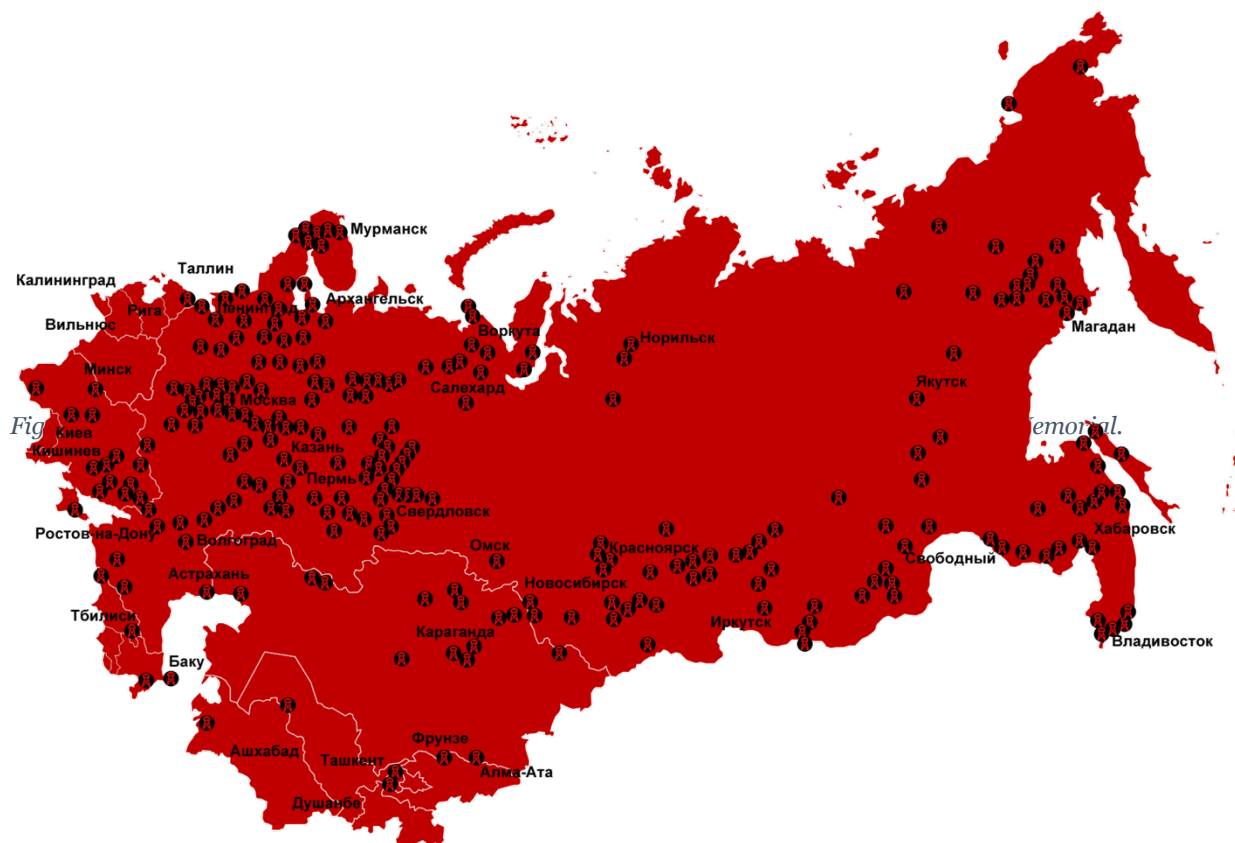 Мурманск
Таллин
Калининград
Архангельск
Рига
Ленинград
Вильнюс
Воркута
Норильск
Магадан
Минск
Салехард
Якутск
Москва
Fig
emorial.
Киев
Казань
Кишинев
Пермь
Свердловск
Ростов-на-Дону
Хабаровск
Волгоград
Омск
Красноярск
Свободный
Астрахань
Новосибирск
Тбилиси
Иркутск
Караганда
Владивосток
Баку
Фрунзе
Ашхабад
Ташкент
Алма-Ата
Душанбе